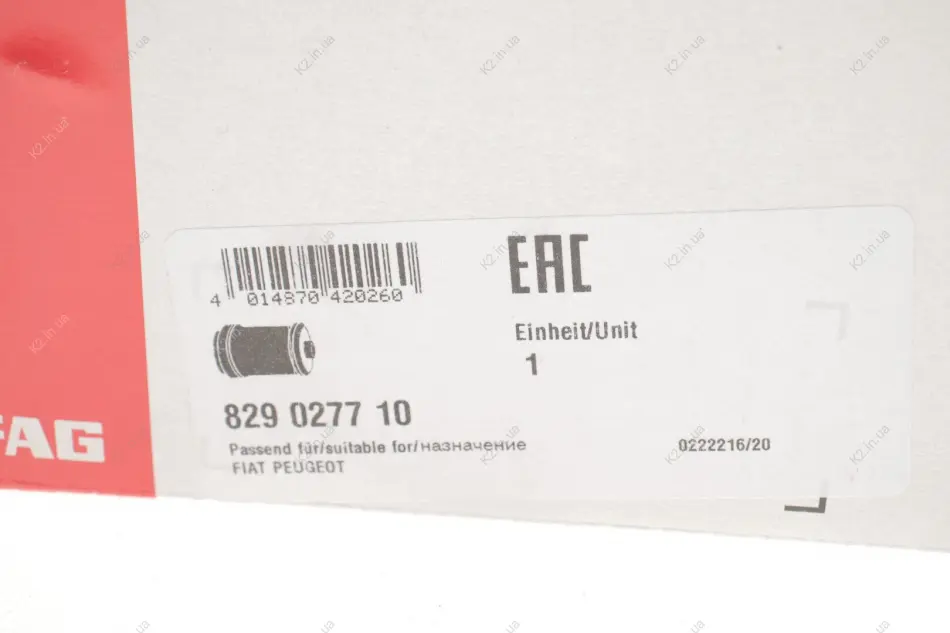 EAC
4 014870 420260
Einheit/Unit
1
829 0277 10
Passend für/suitable for/назначение
FIAT PEUGEOT
0222216/20
FAG
K2.in.ua